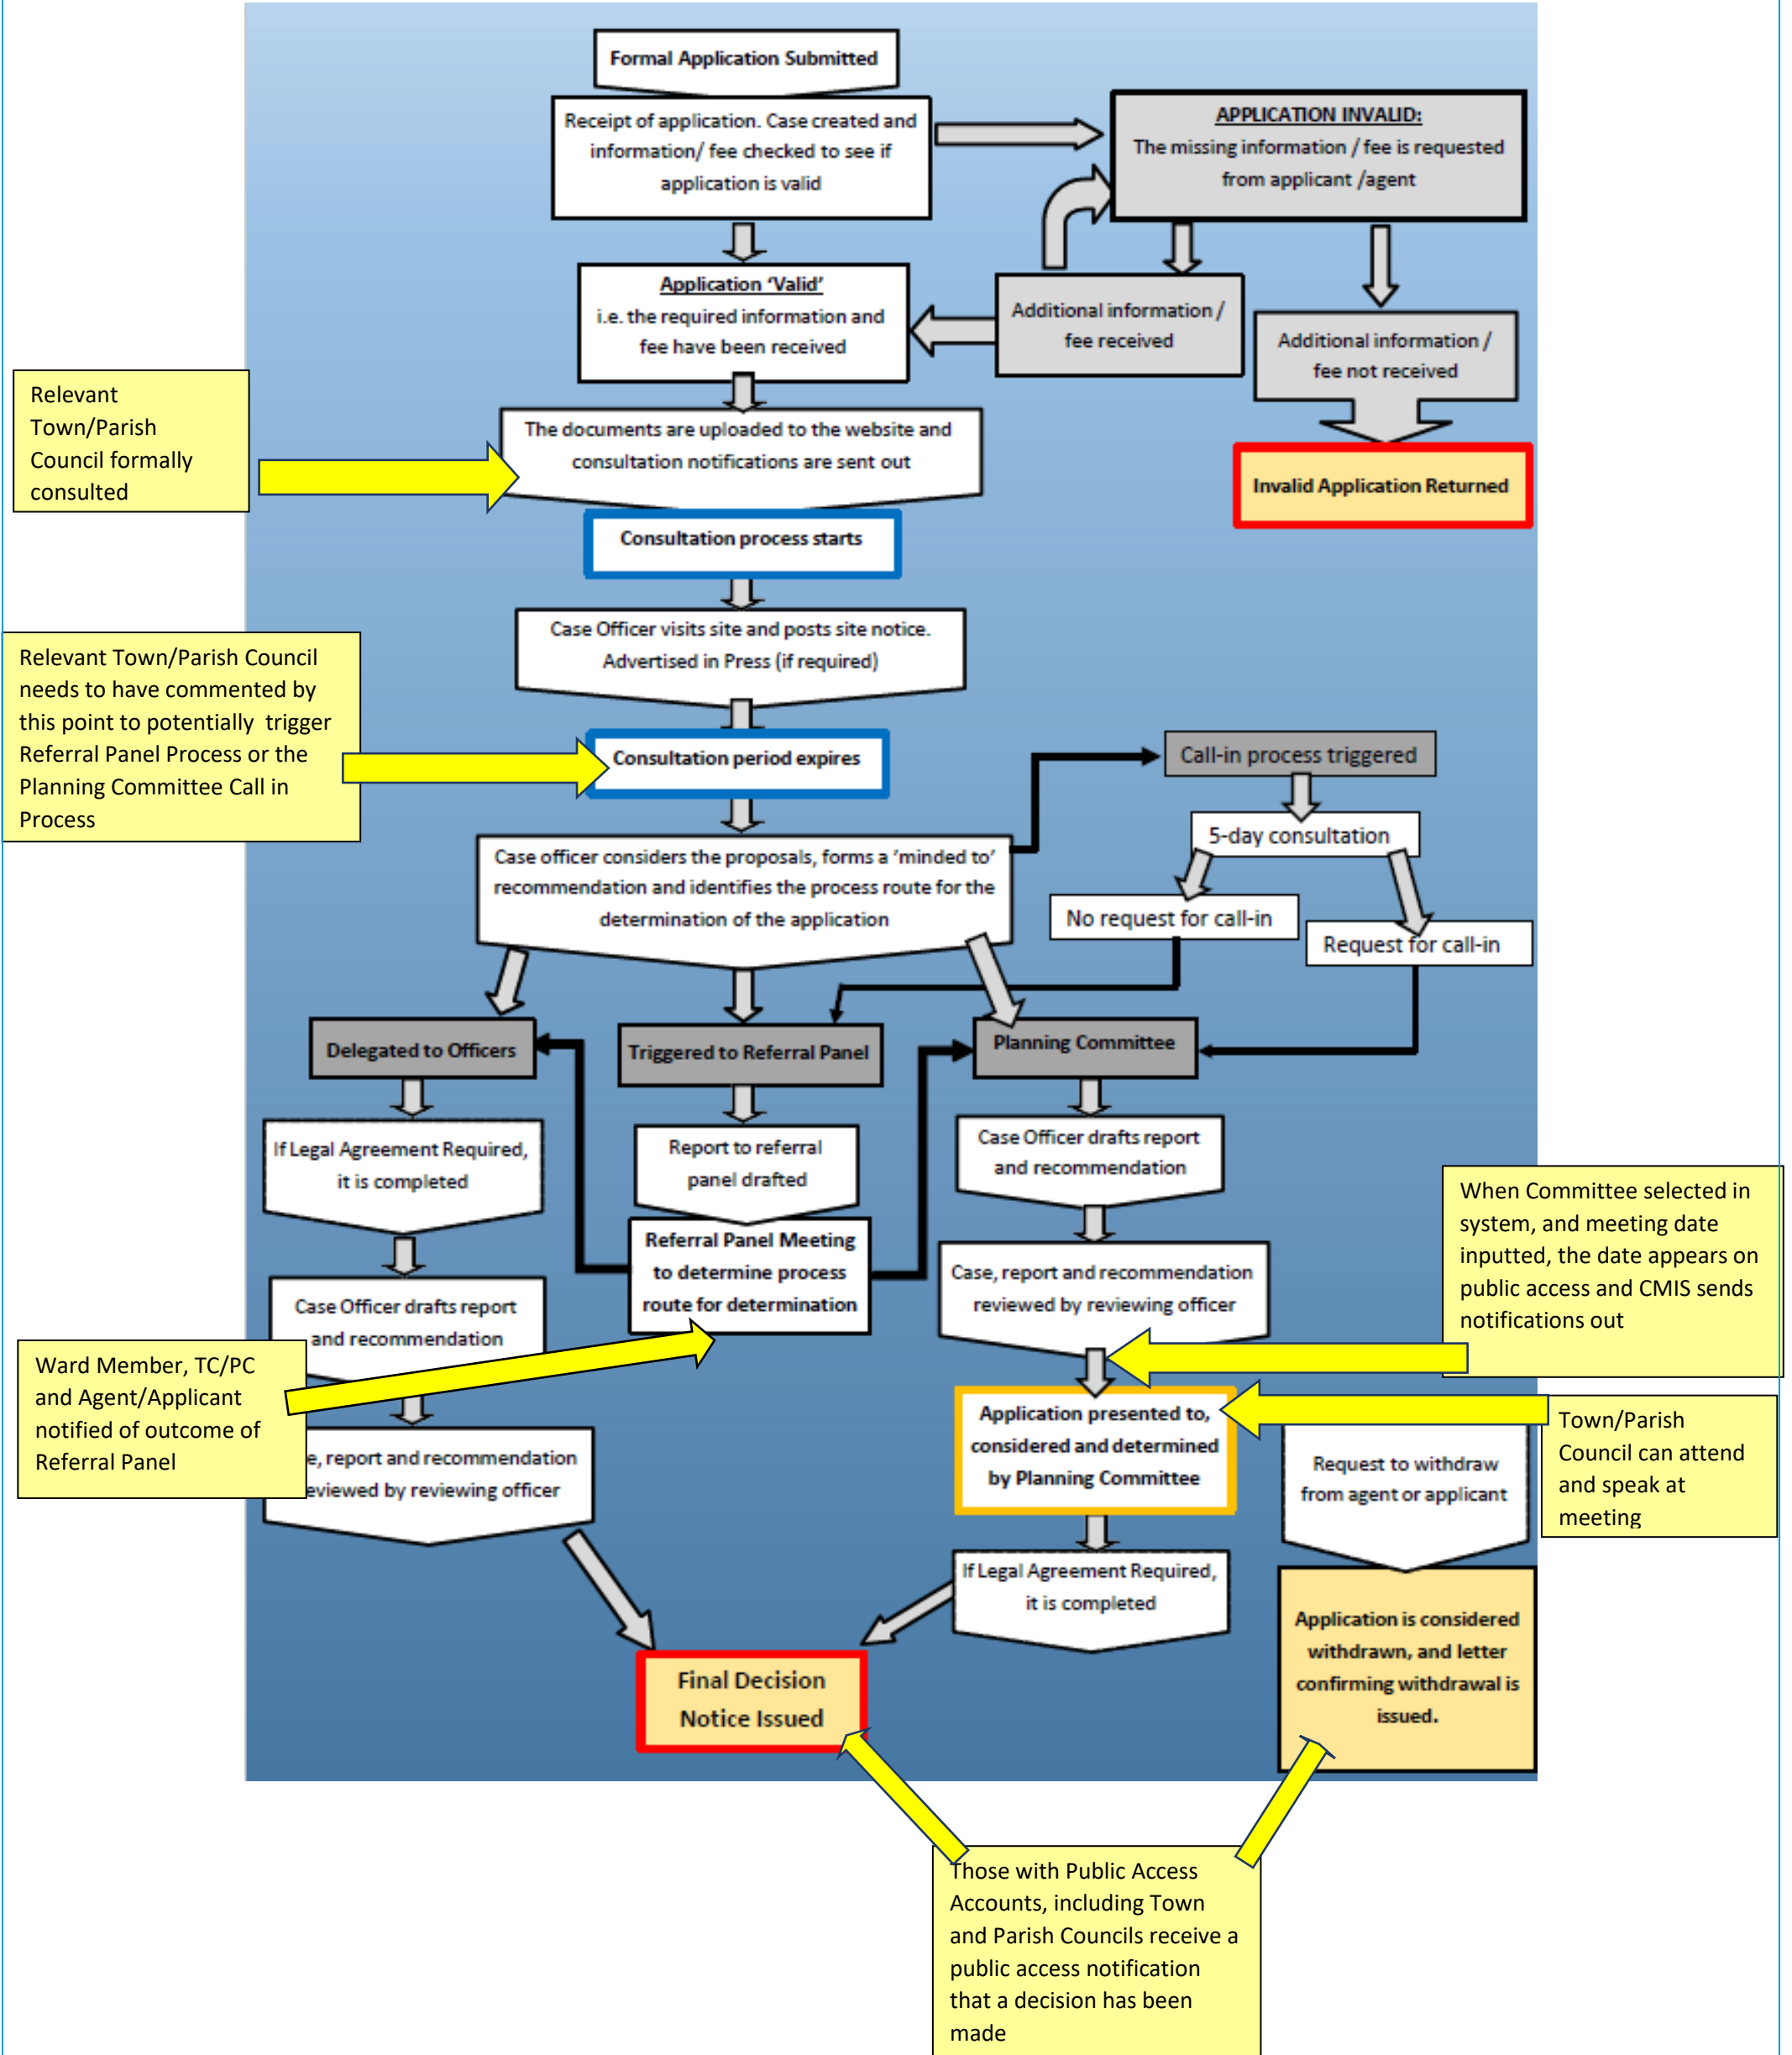 Formal Application Submitted
Receipt of application. Case created and
information/ fee checked to see if
application is valid
APPLICATION INVALID:
The missing information / fee is requested
from applicant /agent
Application 'Valid'
i.e. the required information and
fee have been received
Additional information /
fee received
Additional information /
fee not received
Invalid Application Returned
Relevant
Town/Parish
Council formally
consulted
The documents are uploaded to the website and
consultation notifications are sent out
Consultation process starts
Case Officer visits site and posts site notice.
Advertised in Press (if required)
Relevant Town/Parish Council
needs to have commented by
this point to potentially  trigger
Referral Panel Process or the
Planning Committee Call in
Process
Consultation period expires
Call-in process triggered
5-day consultation
No request for call-in
Request for call-in
Case officer considers the proposals, forms a 'minded to'
recommendation and identifies the process route for the
determination of the application
Delegated to Officers
Triggered to Referral Panel
Planning Committee
If Legal Agreement Required,
it is completed
Report to referral
panel drafted
Case Officer drafts report
and recommendation
Referral Panel Meeting
to determine process
route for determination
Case, report and recommendation
reviewed by reviewing officer
When Committee selected in
system, and meeting date
inputted, the date appears on
public access and CMIS sends
notifications out
Case Officer drafts report
and recommendation
Ward Member, TC/PC
and Agent/Applicant
notified of outcome of
Referral Panel
e, report and recommendation
eviewed by reviewing officer
Application presented to,
considered and determined
by Planning Committee
Request to withdraw
from agent or applicant
Town/Parish
Council can attend
and speak at
meeting
If Legal Agreement Required,
it is completed
Final Decision
Notice Issued
Application is considered
withdrawn, and letter
confirming withdrawal is
issued.
Those with Public Access
Accounts, including Town
and Parish Councils receive a
public access notification
that a decision has been
made